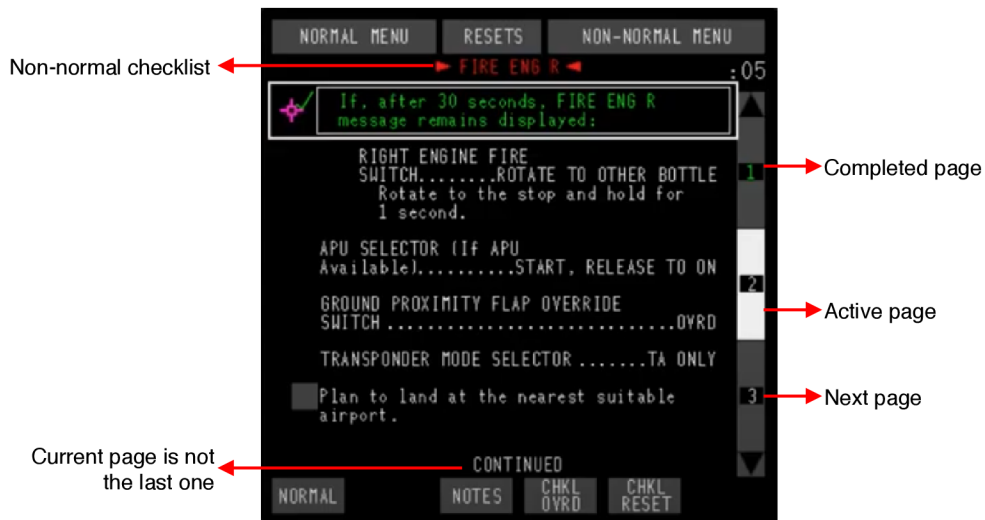 NORMAL MENU RESETS NON-NORMAL MENU
Non-normal checklist
FIRE ENG R
:05
If, after 30 seconds, FIRE ENG R
message remains displayed:
RIGHT ENGINE FIRE
SWITCH........ROTATE TO OTHER BOTTLE
Rotate to the stop and hold for
1 second.
1
Completed page
APU SELECTOR (If APU
Available)..........START, RELEASE TO ON
2
GROUND PROXIMITY FLAP OVERRIDE
SWITCH ..............................OVRD
Active page
TRANSPONDER MODE SELECTOR .......TA ONLY
Plan to land at the nearest suitable
airport.
3
Next page
Current page is not
the last one
CONTINUED
NORMAL NOTES CHKL OVRD CHKL RESET